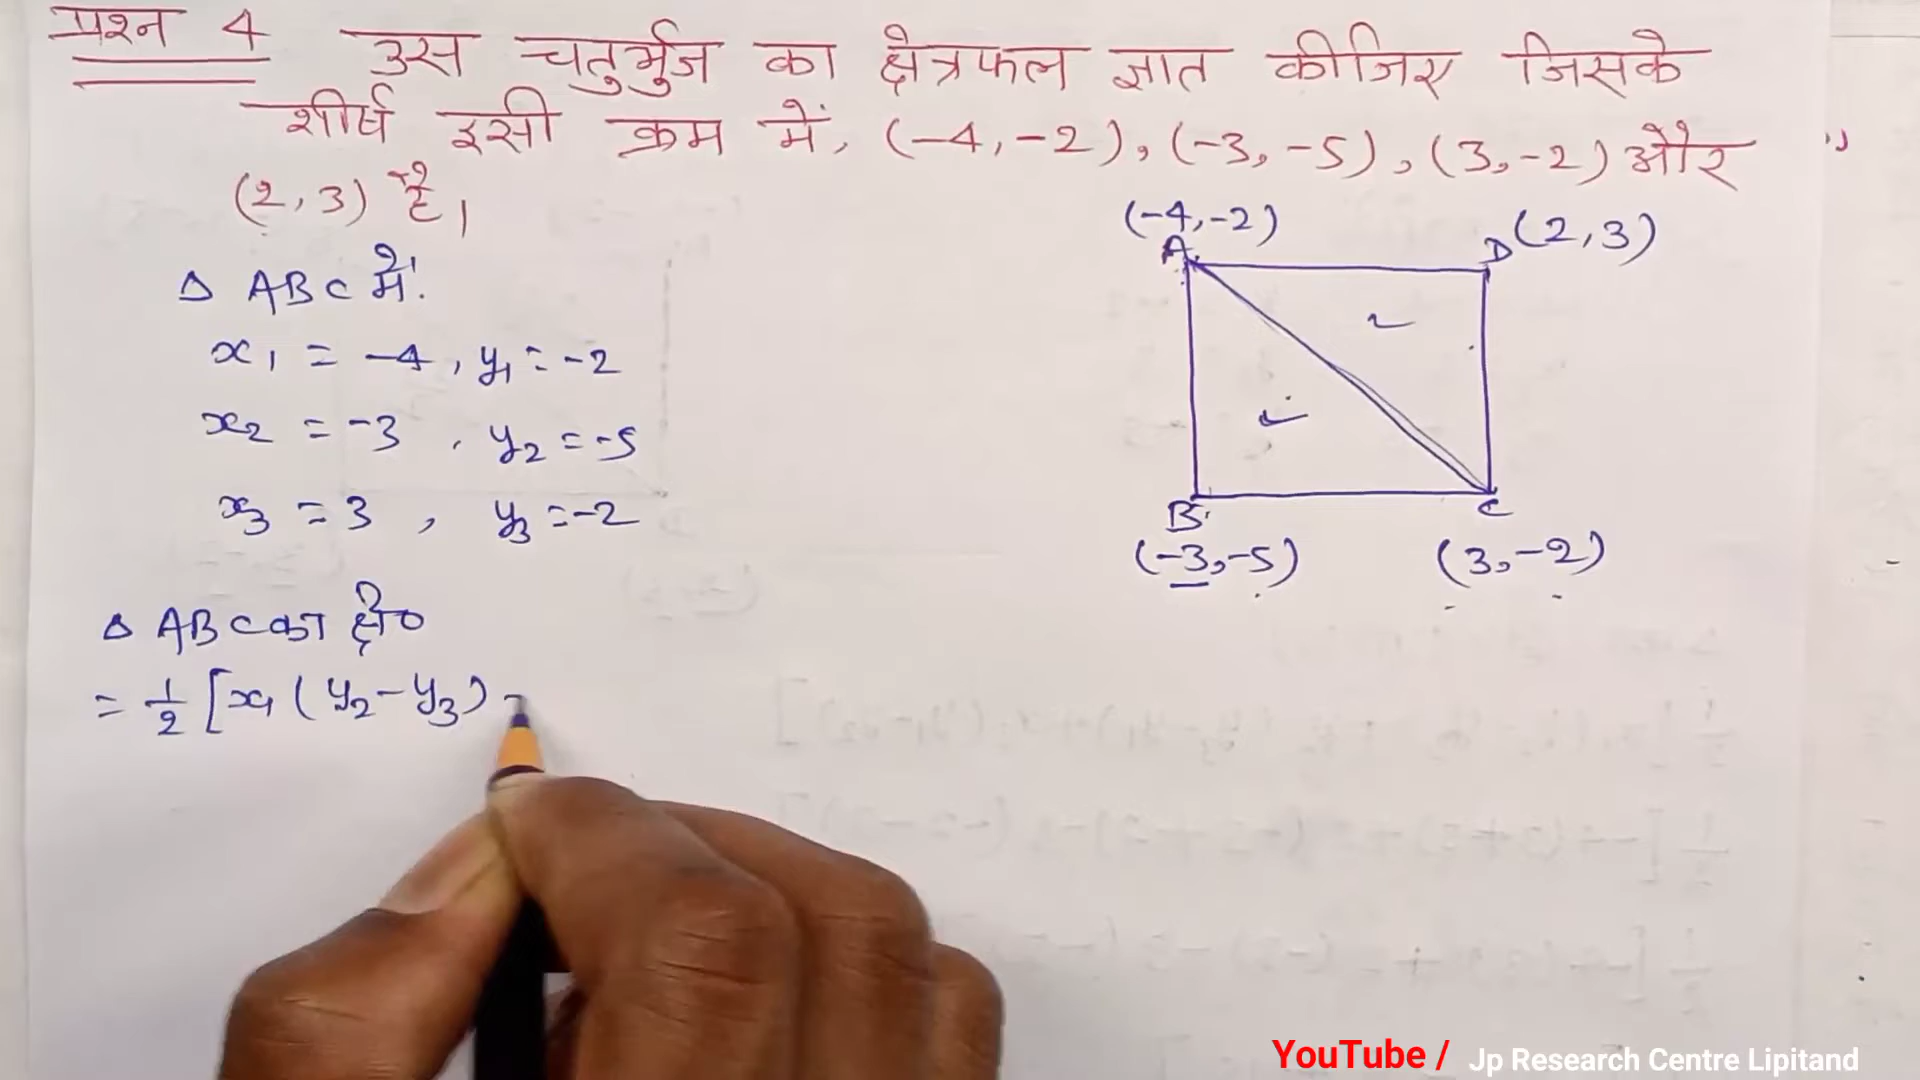 प्रश्न 4 उस चतुर्भुज का क्षेत्रफल ज्ञात कीजिए जिसके
शीर्ष इसी क्रम में, (-4,-2), (-3,-5), (3,-2) और
(2,3) है।
(-4,-2)
A
D (2,3)
Δ ABC में
x1 = -4, y1 = -2
x2 = -3, y2 = -5
x3 = 3, y3 = -2
B
C
(-3,-5)
(3,-2)
Δ ABC का क्षे०
= 1/2 [x1 (y2-y3)
YouTube / Jp Research Centre Lipitand